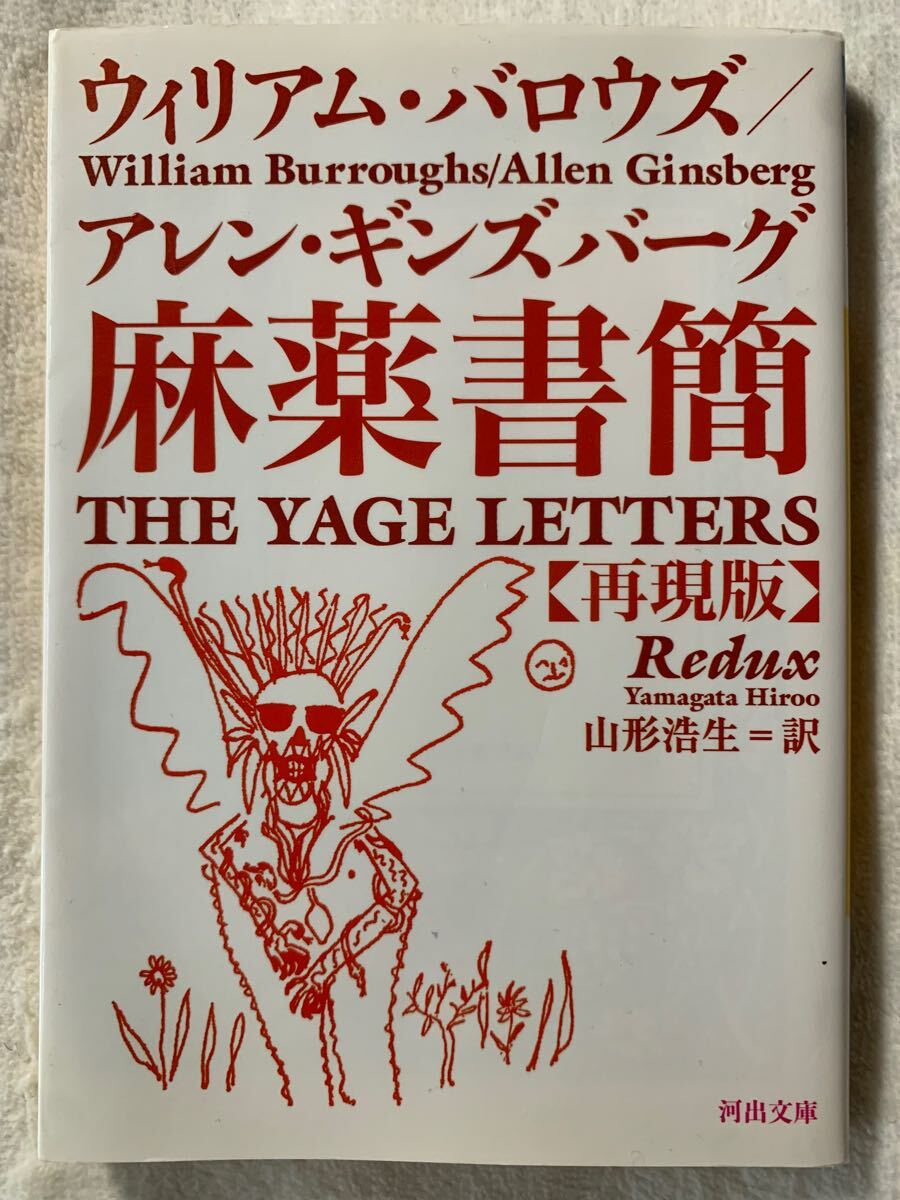 ウィリアム・バロウズ/
William Burroughs/Allen Ginsberg
アレン・ギンズバーグ
麻薬書簡
THE YAGE LETTERS
【再現版】
Redux
Yamagata Hiroo
山形浩生=訳
河出文庫